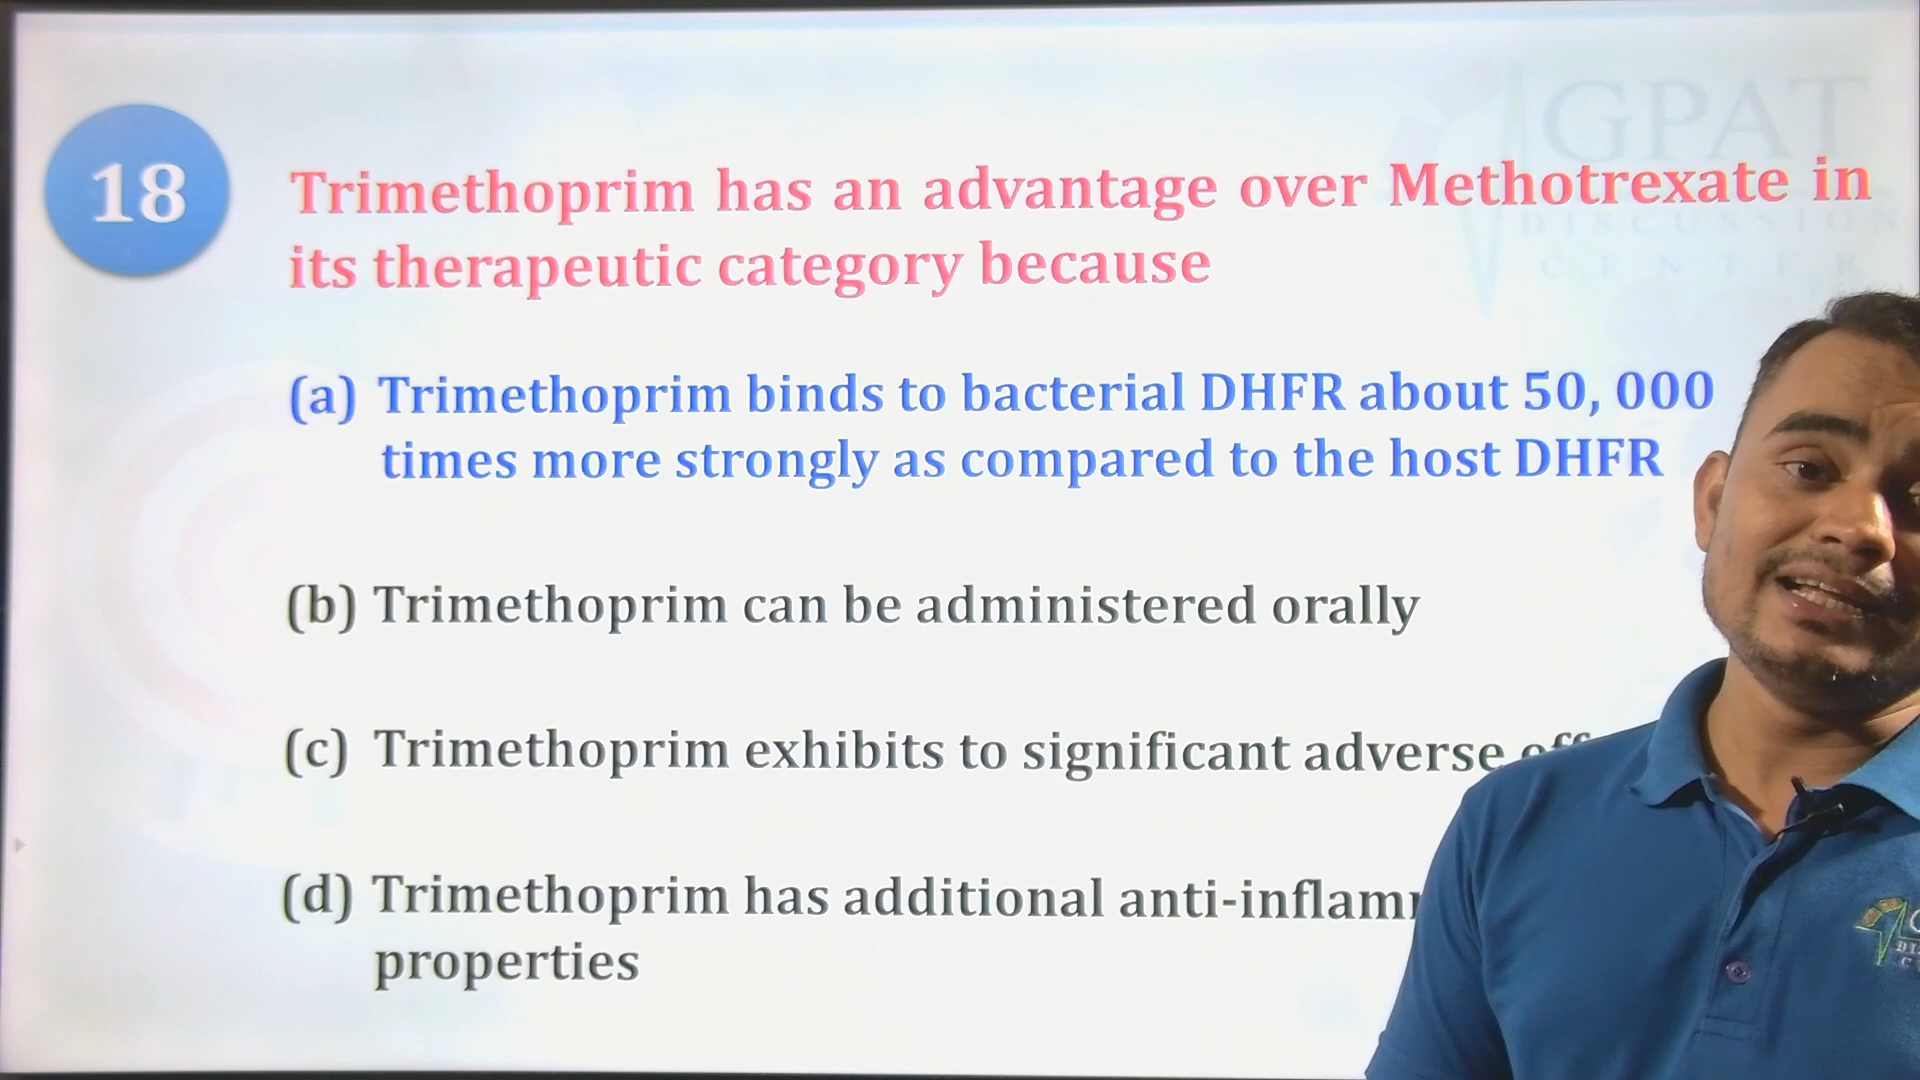 GPAT
DISCUSSION
CENTER
18
Trimethoprim has an advantage over Methotrexate in
its therapeutic category because
(a) Trimethoprim binds to bacterial DHFR about 50, 000
times more strongly as compared to the host DHFR
(b) Trimethoprim can be administered orally
(c) Trimethoprim exhibits to significant adverse
(d) Trimethoprim has additional
properties